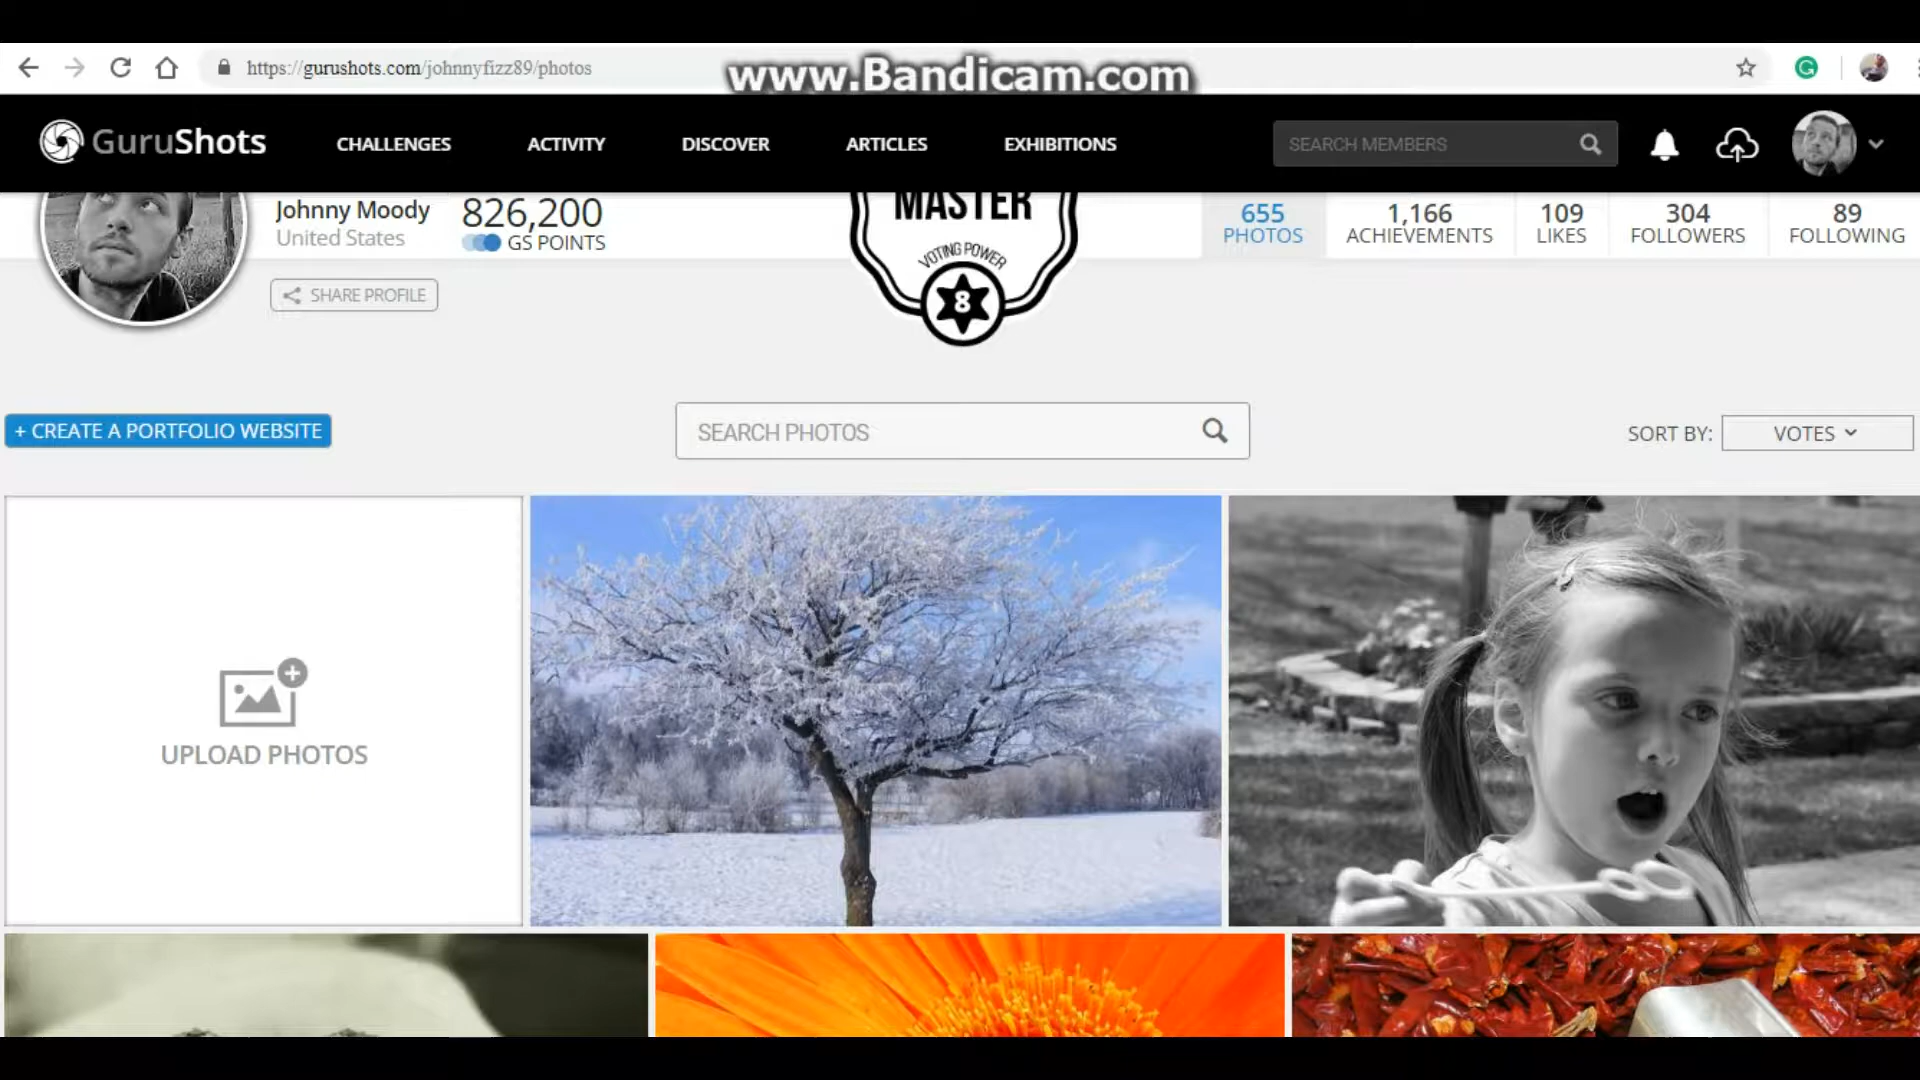 https://gurushots.com/johnnyfizz89/photos
www.Bandicam.com
GuruShots
CHALLENGES
ACTIVITY
DISCOVER
ARTICLES
EXHIBITIONS
SEARCH MEMBERS
Johnny Moody
United States
826,200
GS POINTS
MASTER
VOTING POWER
8
655
PHOTOS
1,166
ACHIEVEMENTS
109
LIKES
304
FOLLOWERS
89
FOLLOWING
SHARE PROFILE
+ CREATE A PORTFOLIO WEBSITE
SEARCH PHOTOS
SORT BY:
VOTES
UPLOAD PHOTOS